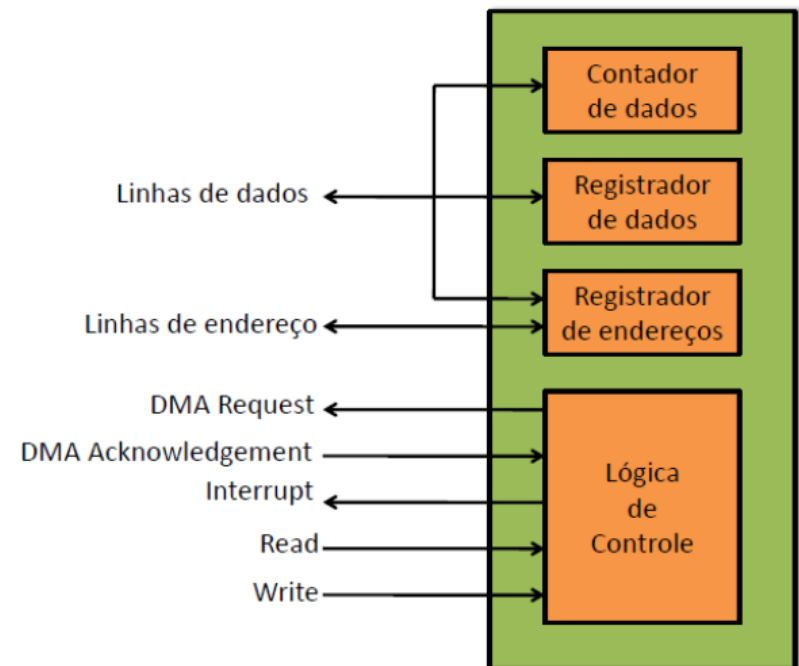 Contador
de dados
Linhas de dados
Registrador
de dados
Registrador
de endereços
Linhas de endereço
DMA Request
DMA Acknowledgement
Interrupt
Read
Write
Lógica
de
Controle